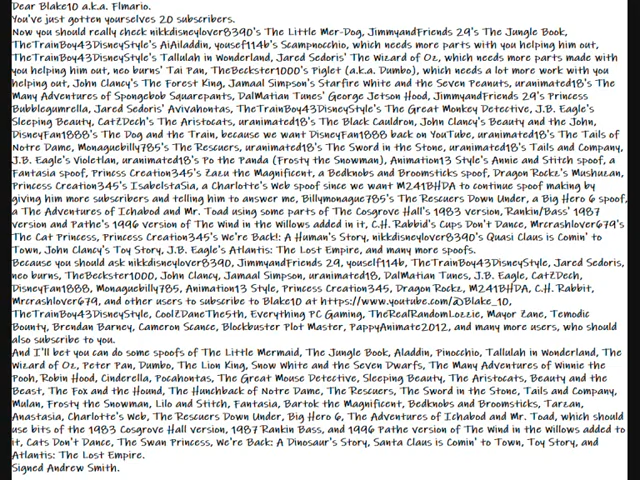 Dear Blake10 a.k.a. Flmario.
You've just gotten yourselves 20 subscribers.
Now you should really check nikkdisneylover8390's The Little Mer-Dog, JimmyandFriends 29's The Jungle Book,
TheTrainBoy43DisneyStyle's AiAiladdin, yousef114b's Scampnocchio, which needs more parts with you helping him out,
TheTrainBoy43DisneyStyle's Tallulah in Wonderland, Jared Sedoris' The Wizard of Oz, which needs more parts made with
you helping him out, neo burns' Tai Pan, TheBeckster1000's Piglet (a.k.a. Dumbo), which needs a lot more work with you
helping out, John Clancy's The Forest King, Jamaal Simpson's Starfire White and the Seven Peanuts, uranimated18's The
Many Adventures of Spongebob Squarepants, DalMatian Tunes' George Jetson Hood, JimmyandFriends 29's Princess
Bubblegumrella, Jared Sedoris' Avivahontas, TheTrainBoy43DisneyStyle's The Great Monkey Detective, J.B. Eagle's
Sleeping Beauty, CatZDech's The Aristocats, uranimated18's The Black Cauldron, John Clancy's Beauty and the John,
DisneyFan1888's The Dog and the Train, because we want DisneyFan1888 back on YouTube, uranimated18's The Tails of
Notre Dame, Monaguebilly785's The Rescuers, uranimated18's The Sword in the Stone, uranimated18's Tails and Company,
J.B. Eagle's Violetlan, uranimated18's Po the Panda (Frosty the Snowman), Animation13 Style's Annie and Stitch spoof, a
Fantasia spoof, Princss Creation345's Zazu the Magnificent, a Bedknobs and Broomsticks spoof, Dragon Rockz's Mushuzan,
Princess Creation345's IsabelstaSia, a Charlotte's Web spoof since we want M241BHDA to continue spoof making by
giving him more subscribers and telling him to answer me, Billymonague785's The Rescuers Down Under, a Big Hero 6 spoof,
a The Adventures of Ichabod and Mr. Toad using some parts of The Cosgrove Hall's 1983 version, Rankin/Bass' 1987
version and Pathe's 1996 version of The Wind in the Willows added in it, C.H. Rabbid's Cups Don't Dance, Mrcrashlover679's
The Cat Princess, Princess Creation345's We're Back!: A Human's Story, nikkdisneylover8390's Quasi Claus is Comin' to
Town, John Clancy's Toy Story, J.B. Eagle's Atlantis: The Lost Empire, and many more spoofs.
Because you should ask nikkdisneylover8390, JimmyandFriends 29, youself114b, TheTrainBoy43DisneyStyle, Jared Sedoris,
neo burns, TheBeckster1000, John Clancy, Jamaal Simpson, uranimated18, DalMatian Tunes, J.B. Eagle, CatZDech,
DisneyFan1888, Monaguebilly785, Animation13 Style, Princess Creation345, Dragon Rockz, M2.41BHDA, C.H. Rabbit,
Mrcrashlover679, and other users to subscribe to Blake10 at https://www.youtube.com/@Blake_10,
TheTrainBoy43DisneyStyle, CoolZDaneThe5th, Everything PC Gaming, TheRealRandomLozzie, Mayor Zane, Temodic
Bounty, Brendan Barney, Cameron Scance, Blockbuster Plot Master, PappyAnimate2012, and many more users, who should
also subscribe to you.
And I'll bet you can do some spoofs of The Little Mermaid, The Jungle Book, Aladdin, Pinocchio, Tallulah in Wonderland, The
Wizard of Oz, Peter Pan, Dumbo, The Lion King, Snow White and the Seven Dwarfs, The Many Adventures of Winnie the
Pooh, Robin Hood, Cinderella, Pocahontas, The Great Mouse Detective, Sleeping Beauty, The Aristocats, Beauty and the
Beast, The Fox and the Hound, The Hunchback of Notre Dame, The Rescuers, The Sword in the Stone, Tails and Company,
Mulan, Frosty the Snowman, Lilo and Stitch, Fantasia, Bartok the Magnificent, Bedknobs and Broomsticks, Tarzan,
Anastasia, Charlotte's Web, The Rescuers Down Under, Big Hero 6, The Adventures of Ichabod and Mr. Toad, which should
use bits of the 1983 Cosgrove Hall version, 1987 Rankin Bass, and 1996 Pathe version of The Wind in the Willows added to
it, Cats Don't Dance, The Swan Princess, We're Back: A Dinosaur's Story, Santa Claus is Comin' to Town, Toy Story, and
Atlantis: The Lost Empire.
Signed Andrew Smith.